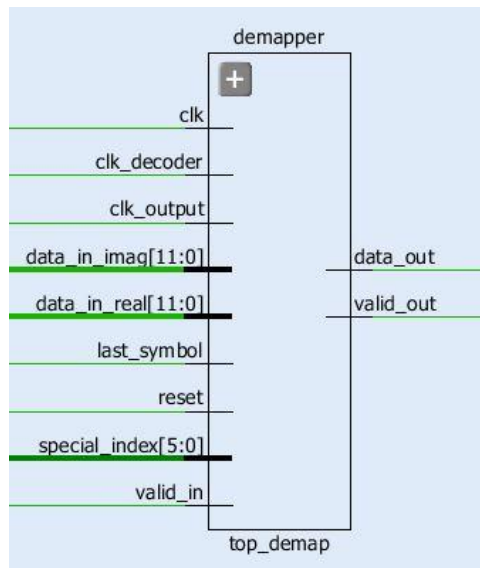 demapper
clk
clk_decoder
clk_output
data_in_imag[11:0]
data_out
data_in_real[11:0]
valid_out
last_symbol
reset
special_index[5:0]
valid_in
top_demap